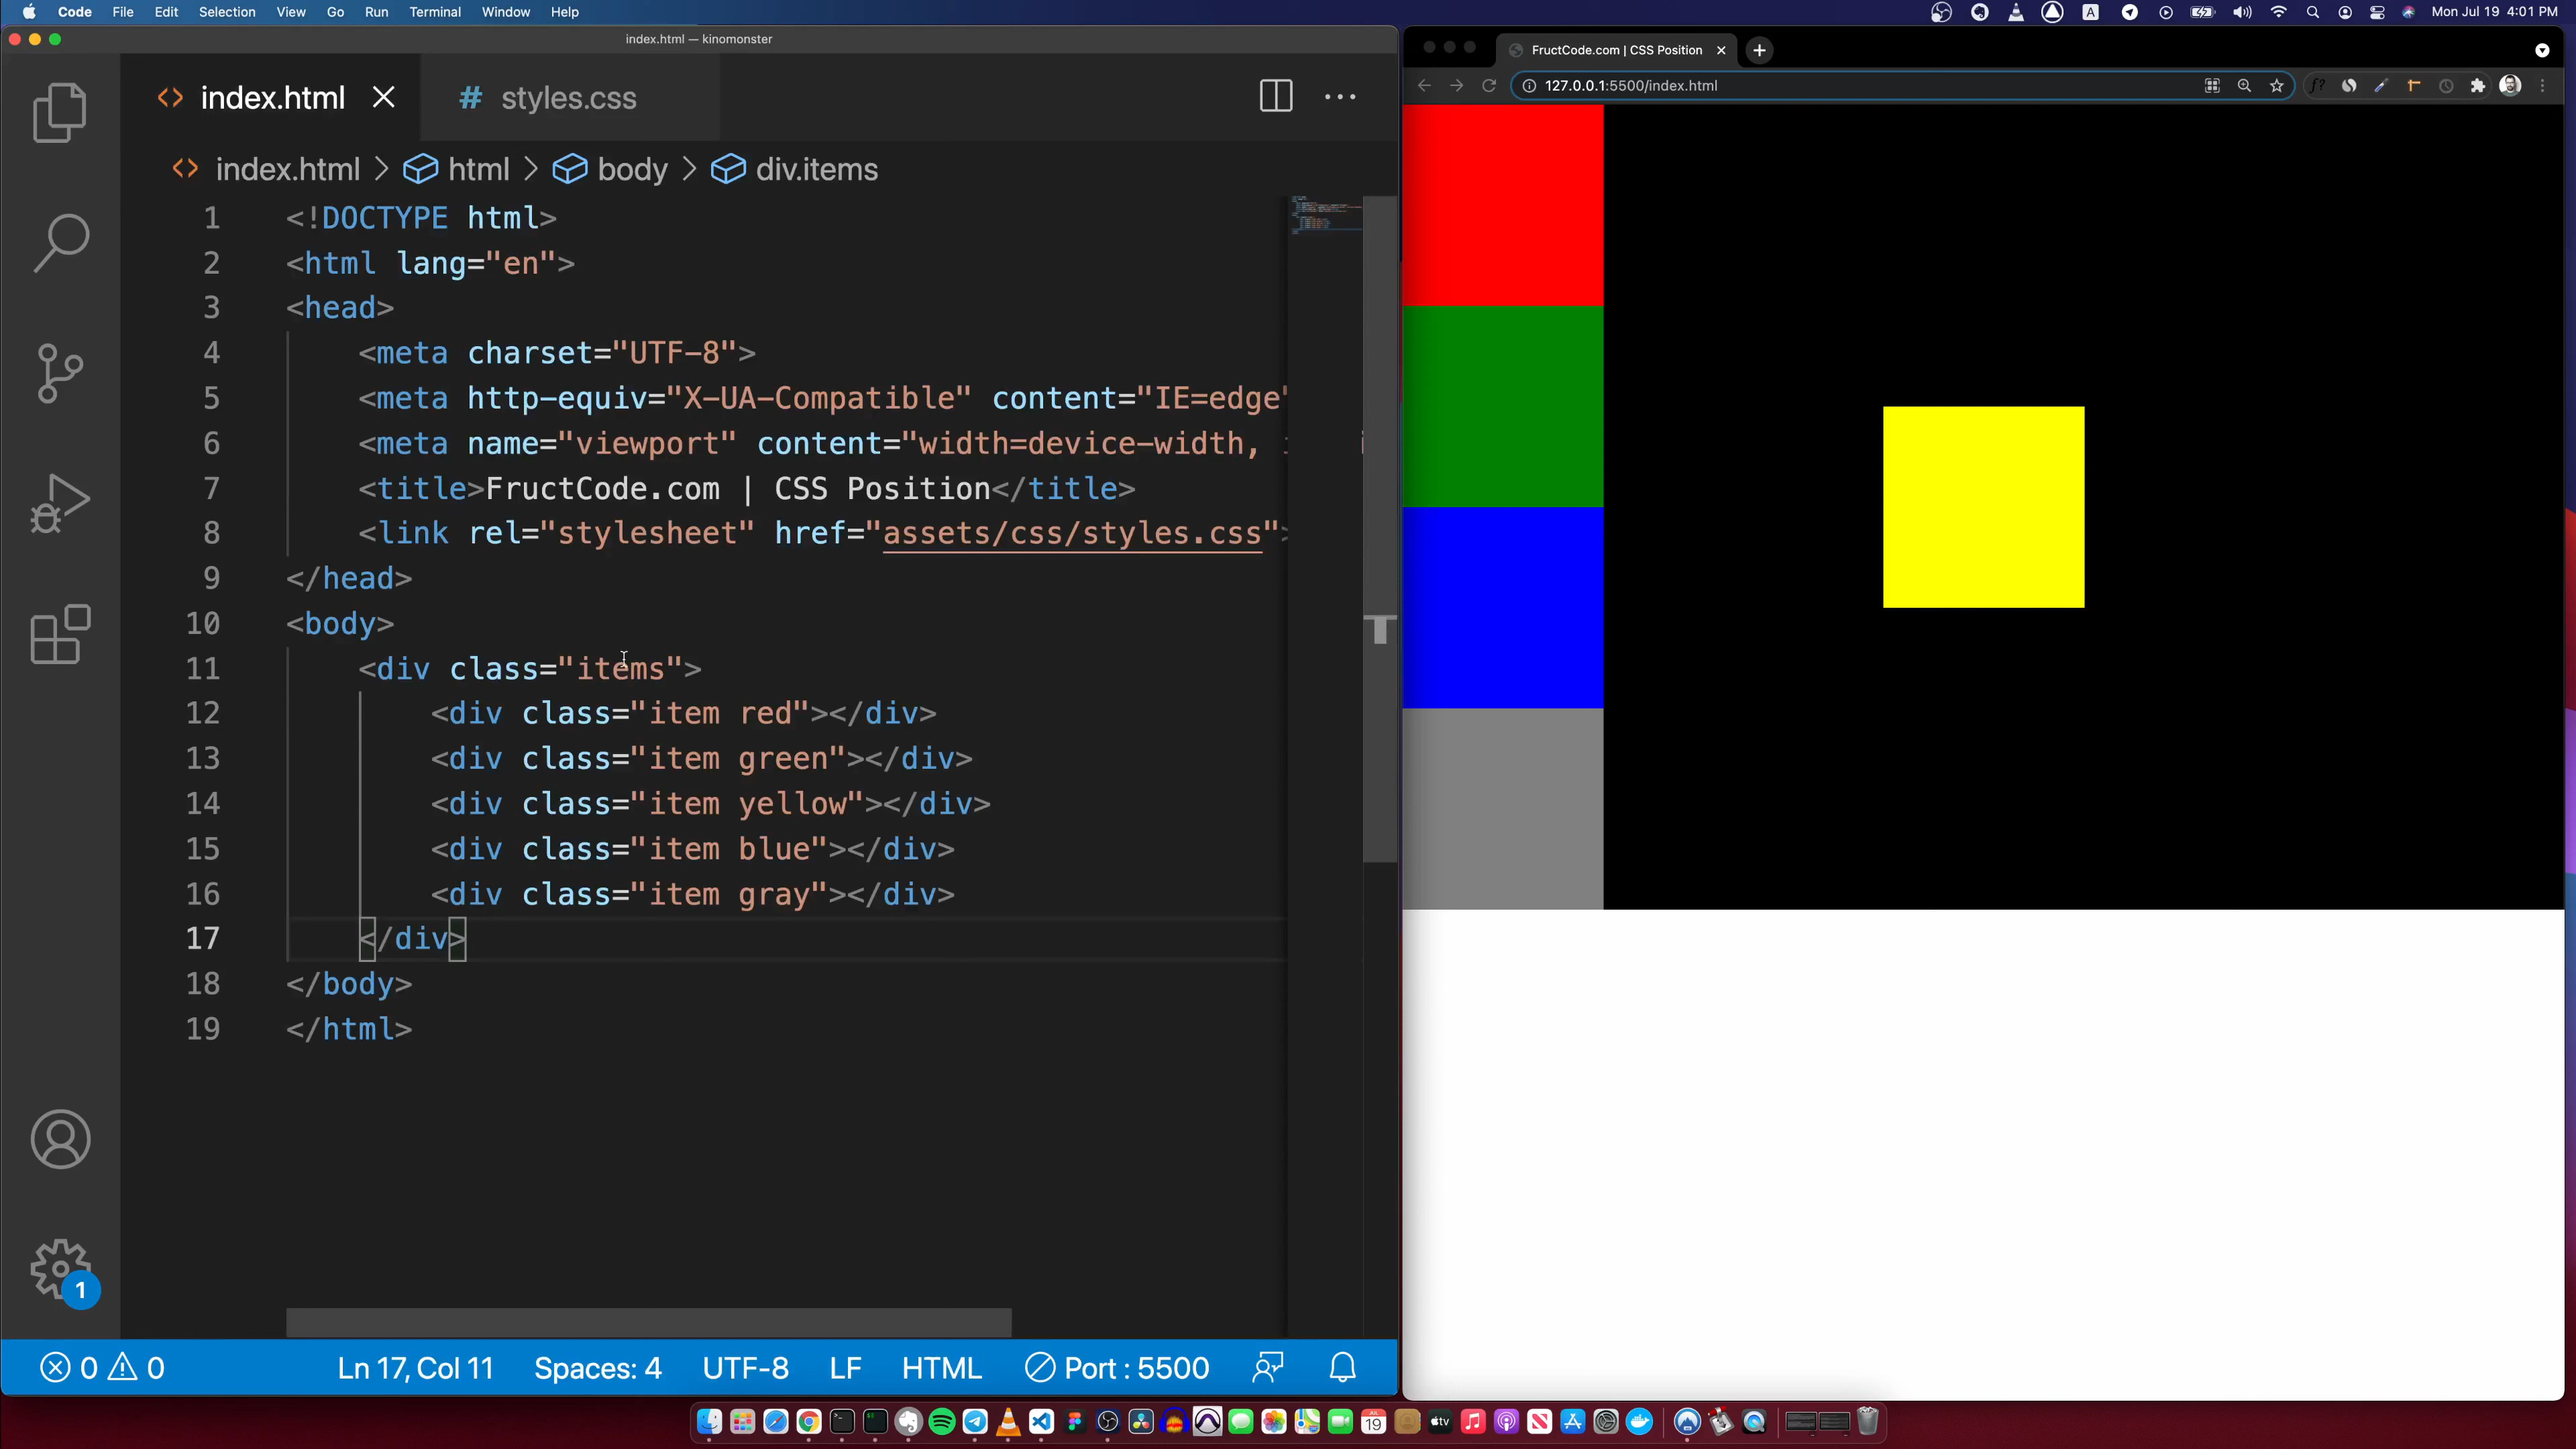 Code File Edit Selection View Go Run Terminal Window Help
A
Mon Jul 19 4:01 PM
index.html — kinomonster
index.html
# styles.css
index.html > html > body > div.items
1 <!DOCTYPE html>
2 <html lang="en">
3 <head>
4 <meta charset="UTF-8">
5 <meta http-equiv="X-UA-Compatible" content="IE=edge"
6 <meta name="viewport" content="width=device-width,
7 <title>FructCode.com | CSS Position</title>
8 <link rel="stylesheet" href="assets/css/styles.css">
9 </head>
10 <body>
11 <div class="items">
12 <div class="item red"></div>
13 <div class="item green"></div>
14 <div class="item yellow"></div>
15 <div class="item blue"></div>
16 <div class="item gray"></div>
17 </div>
18 </body>
19 </html>
1
0 0 Ln 17, Col 11 Spaces: 4 UTF-8 LF HTML Port : 5500
FructCode.com | CSS Position
127.0.0.1:5500/index.html
f?
19
tv